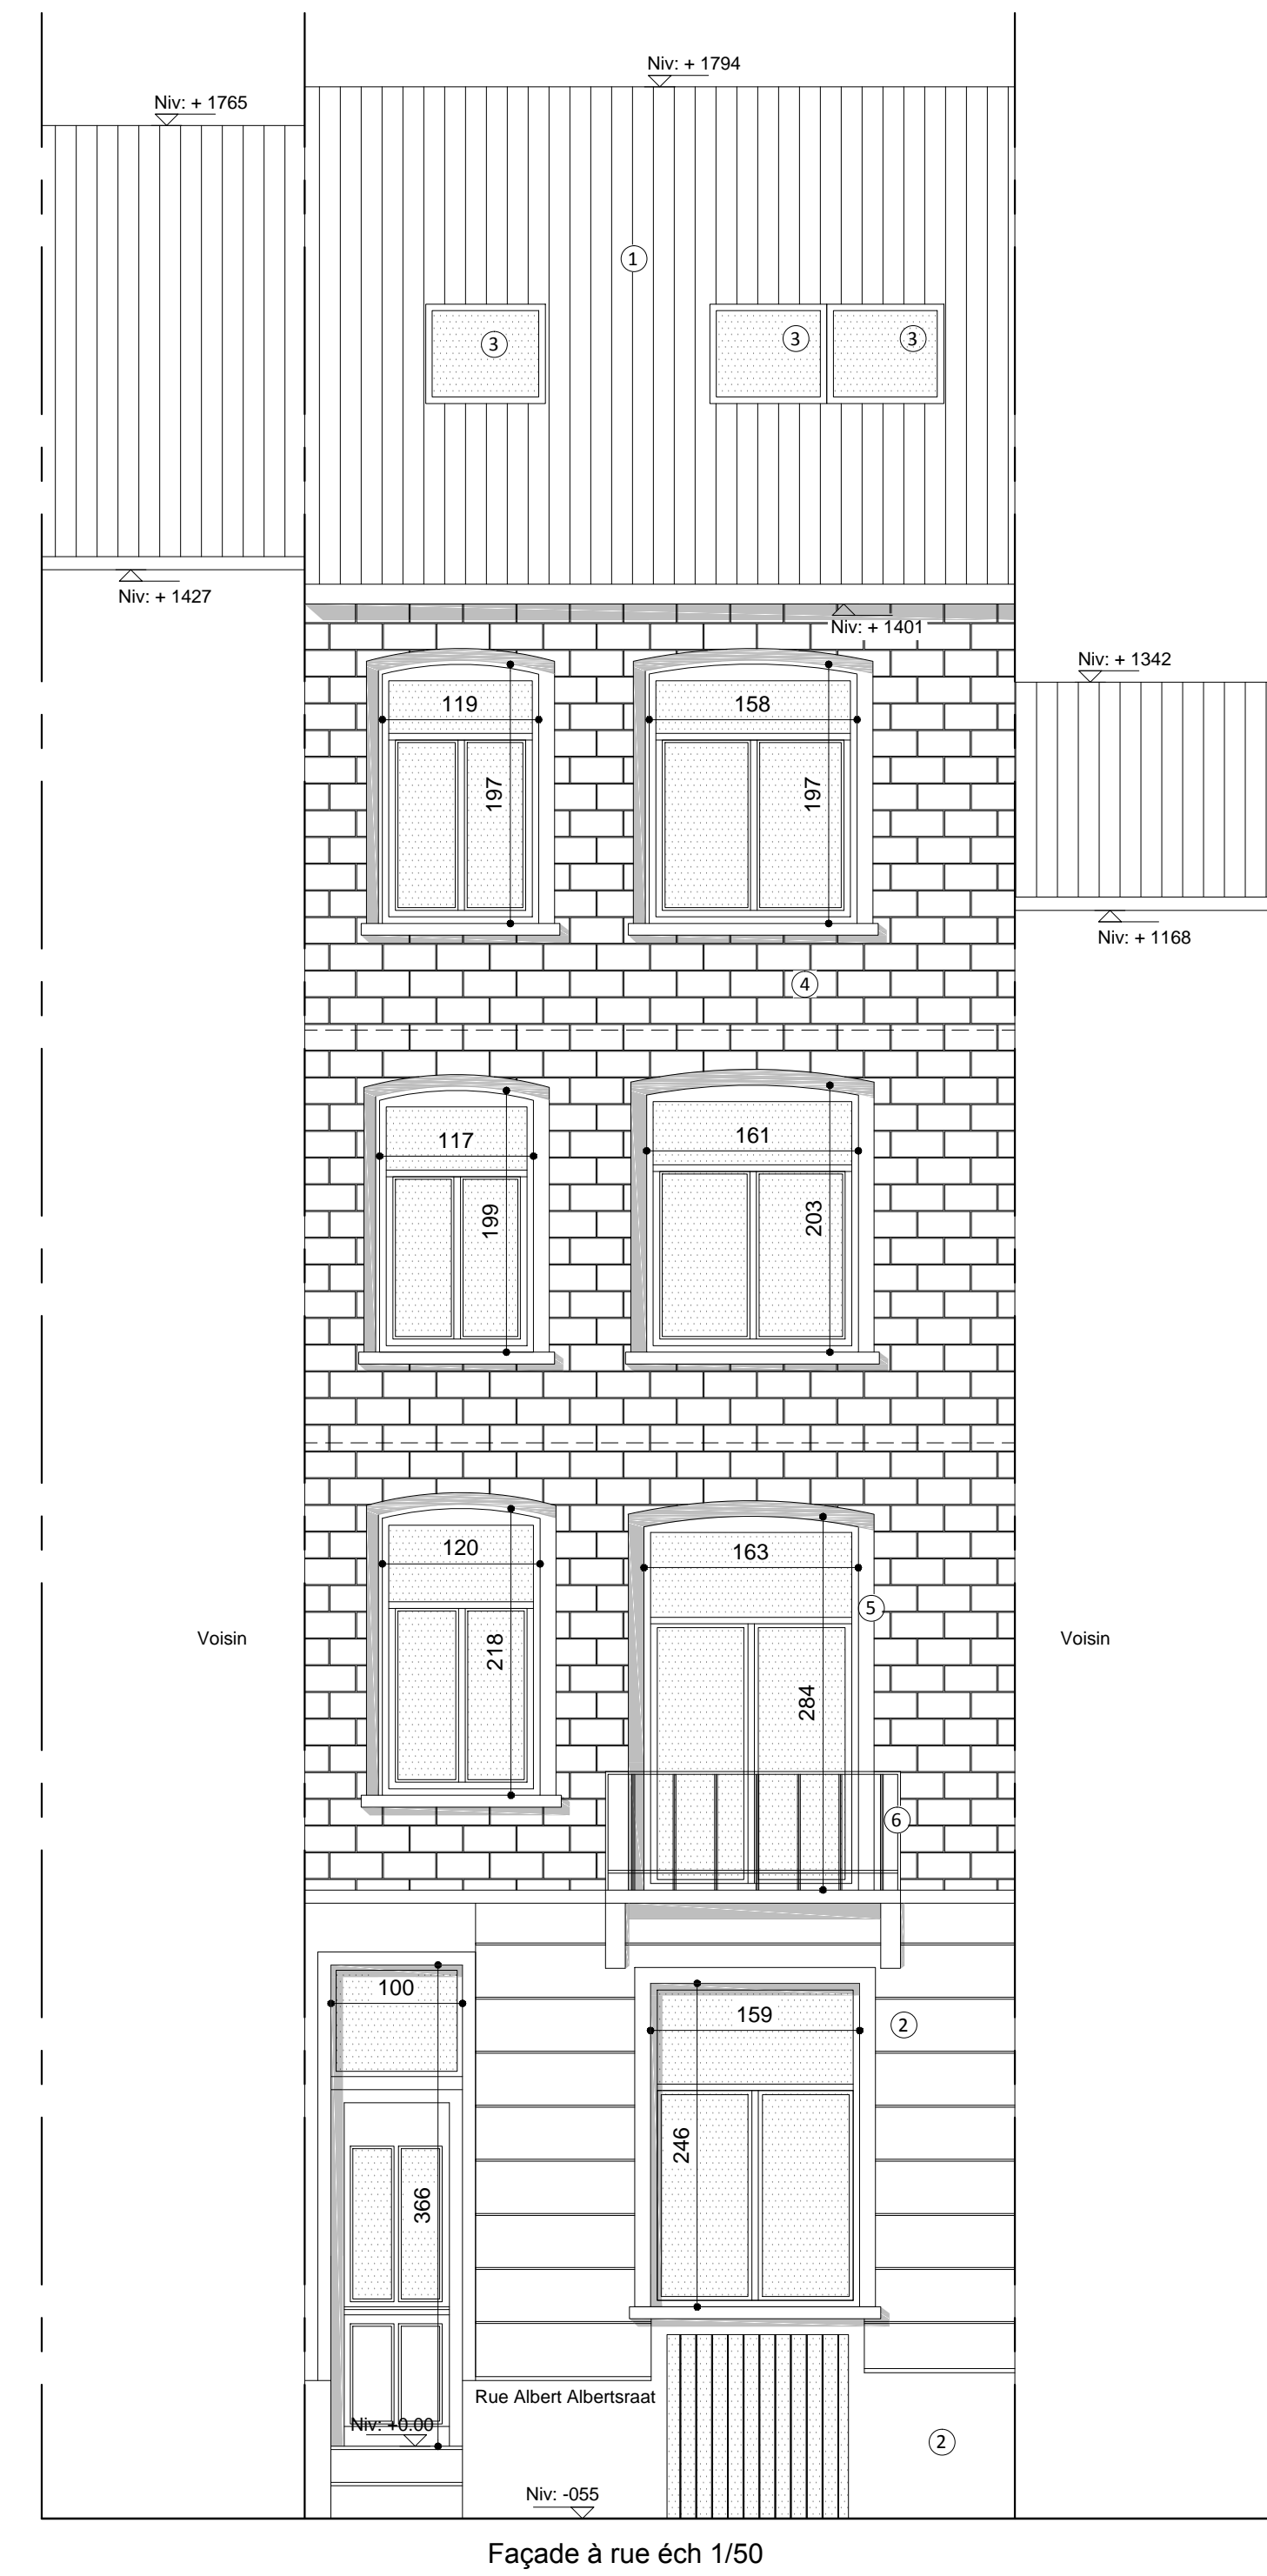 Niv: + 1794
Niv: + 1765
1
3
3
3
Niv: + 1427
Niv: + 1401
Niv: + 1342
119
158
197
197
Niv: + 1168
4
117
161
199
203
120
163
5
Voisin
218
Voisin
284
6
100
159
2
246
366
Rue Albert Albertsraat
Niv: +0.00
2
Niv: -055
Façade à rue éch 1/50